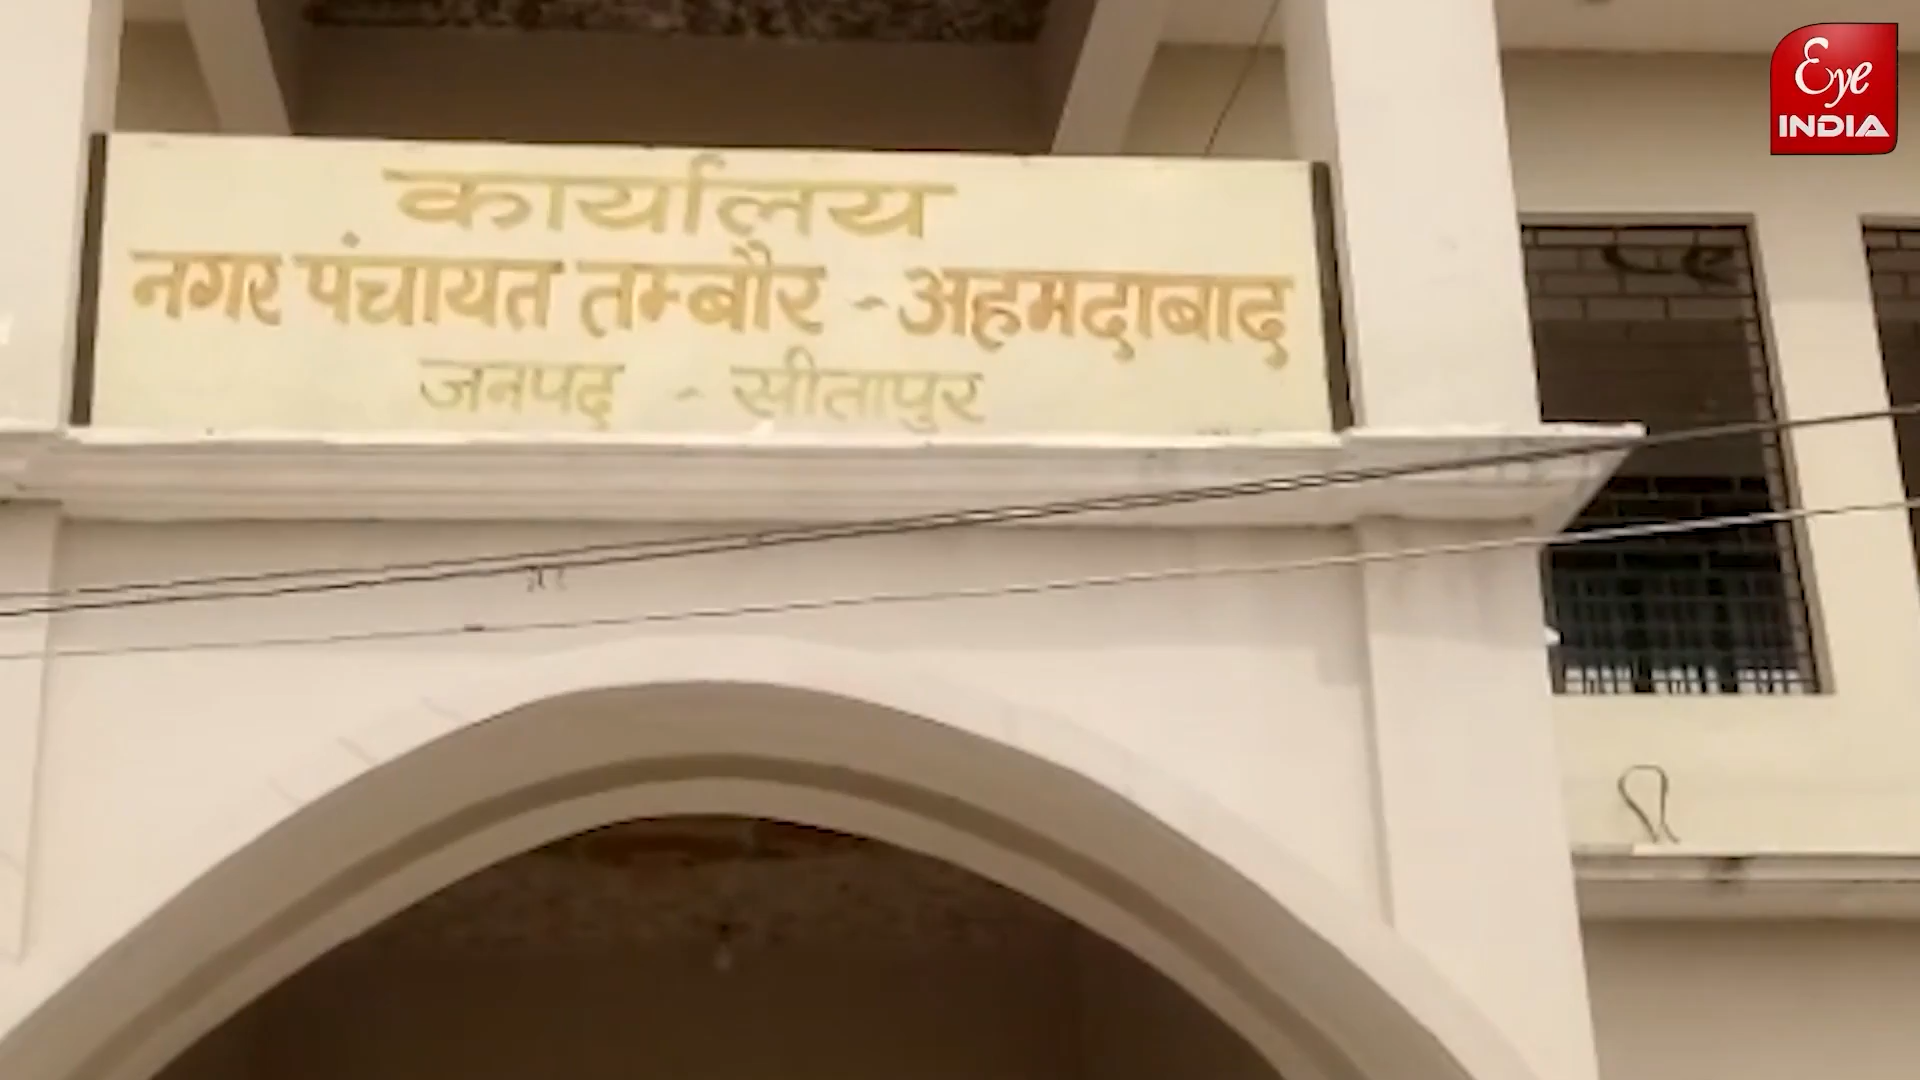 Eye
INDIA
कार्यालय
नगर पंचायत तम्बौर - अहमदाबाद
जनपद - सीतापुर